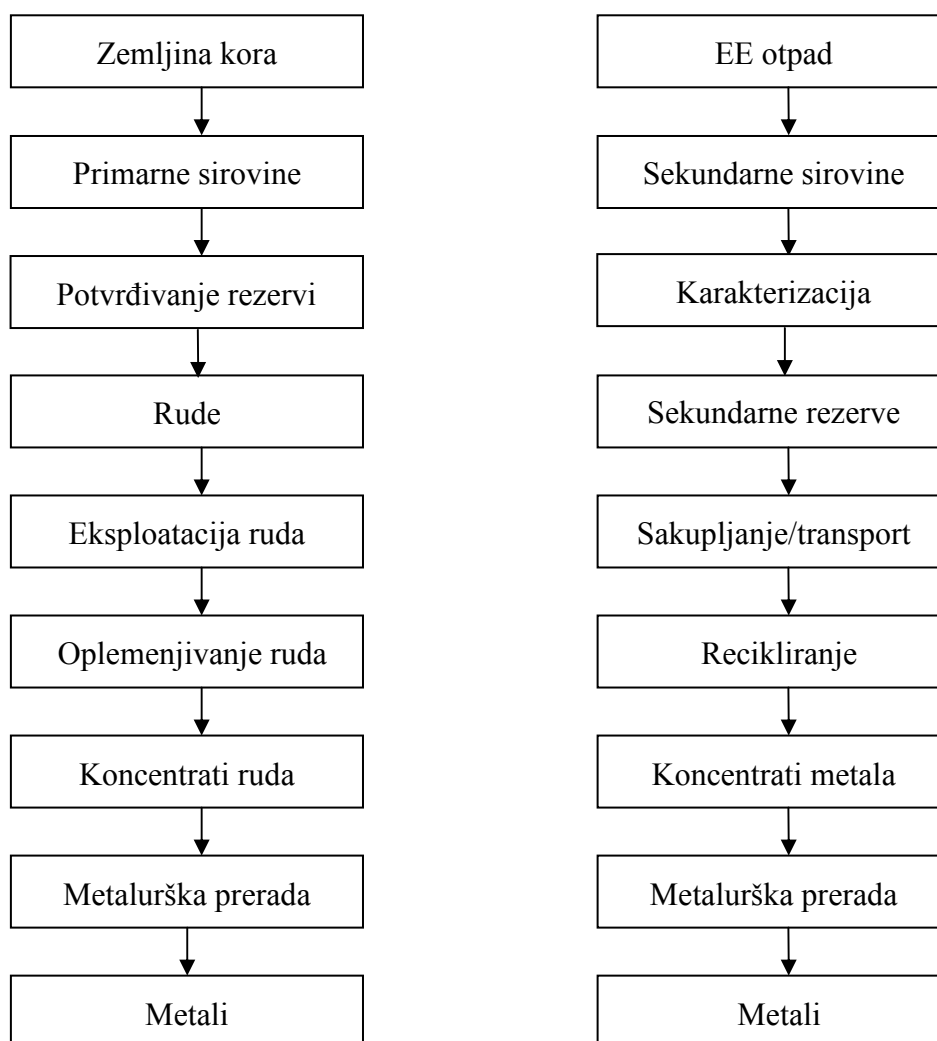 Zemljina kora
Primarne sirovine
Potvrđivanje rezervi
Rude
Eksploatacija ruda
Oplemenjivanje ruda
Koncentrati ruda
Metalurška prerada
Metali
EE otpad
Sekundarne sirovine
Karakterizacija
Sekundarne rezerve
Sakupljanje/transport
Recikliranje
Koncentrati metala
Metalurška prerada
Metali